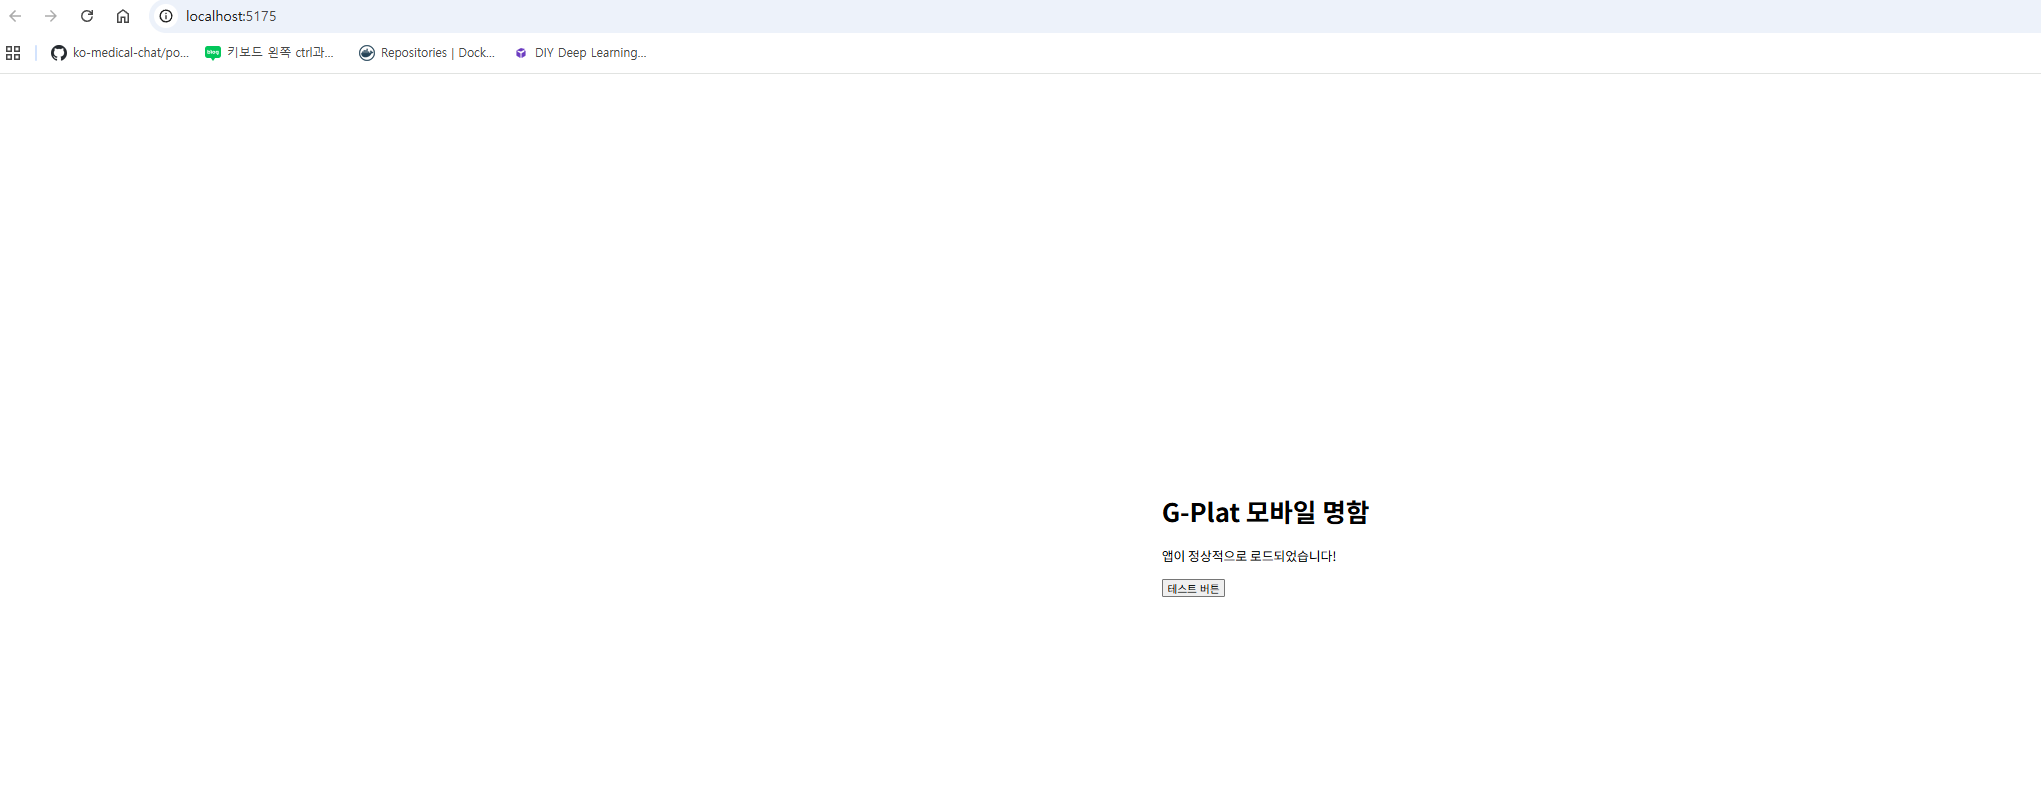 localhost:5175
ko-medical-chat/po...
blog
키보드 왼쪽 ctrl과...
Repositories | Dock...
DIY Deep Learning...
G-Plat 모바일 명함
앱이 정상적으로 로드되었습니다!
테스트 버튼